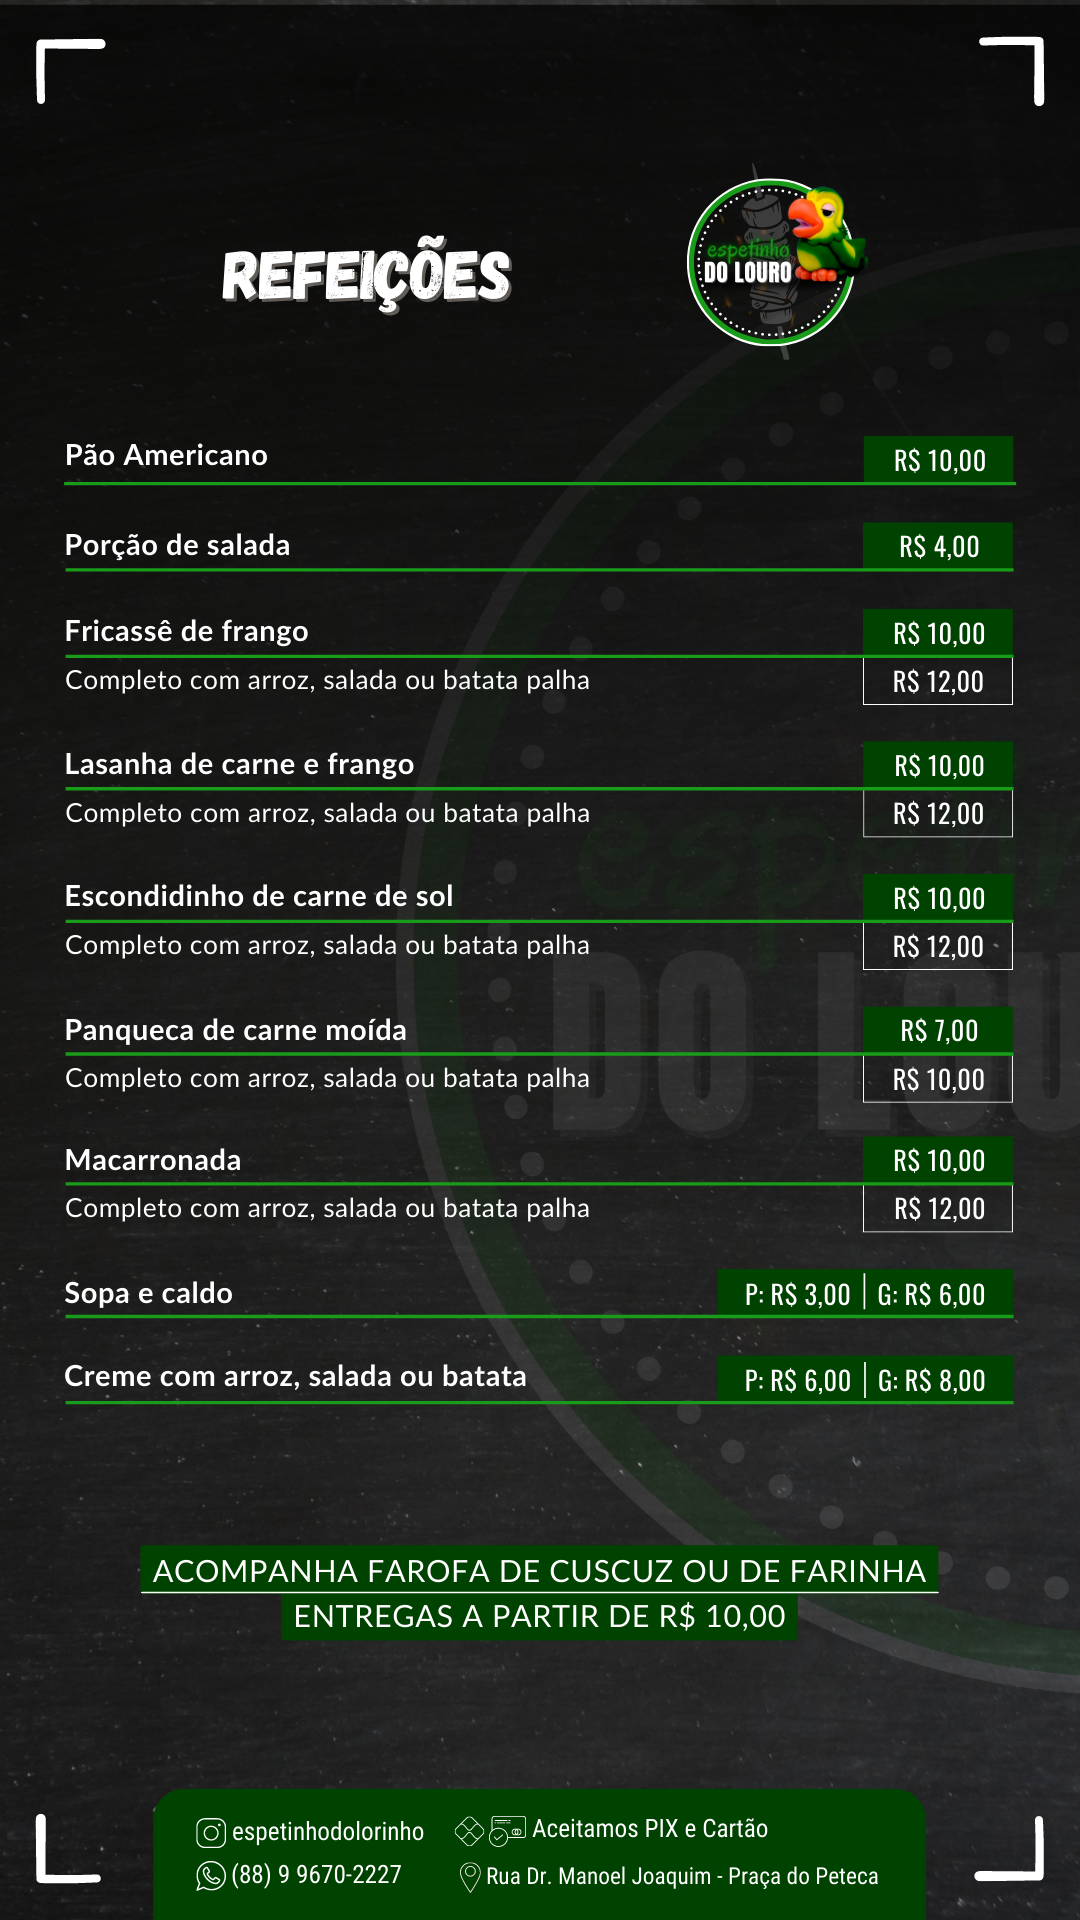 REFEIÇÕES
espetinho
DO LOURO
Pão Americano R$ 10,00
Porção de salada R$ 4,00
Fricassê de frango R$ 10,00
Completo com arroz, salada ou batata palha R$ 12,00
Lasanha de carne e frango R$ 10,00
Completo com arroz, salada ou batata palha R$ 12,00
Escondidinho de carne de sol R$ 10,00
Completo com arroz, salada ou batata palha R$ 12,00
Panqueca de carne moída R$ 7,00
Completo com arroz, salada ou batata palha R$ 10,00
Macarronada R$ 10,00
Completo com arroz, salada ou batata palha R$ 12,00
Sopa e caldo P: R$ 3,00 | G: R$ 6,00
Creme com arroz, salada ou batata P: R$ 6,00 | G: R$ 8,00
ACOMPANHA FAROFA DE CUSCUZ OU DE FARINHA
ENTREGAS A PARTIR DE R$ 10,00
espetinhodolorinho Aceitamos PIX e Cartão
(88) 9 9670-2227 Rua Dr. Manoel Joaquim - Praça do Peteca